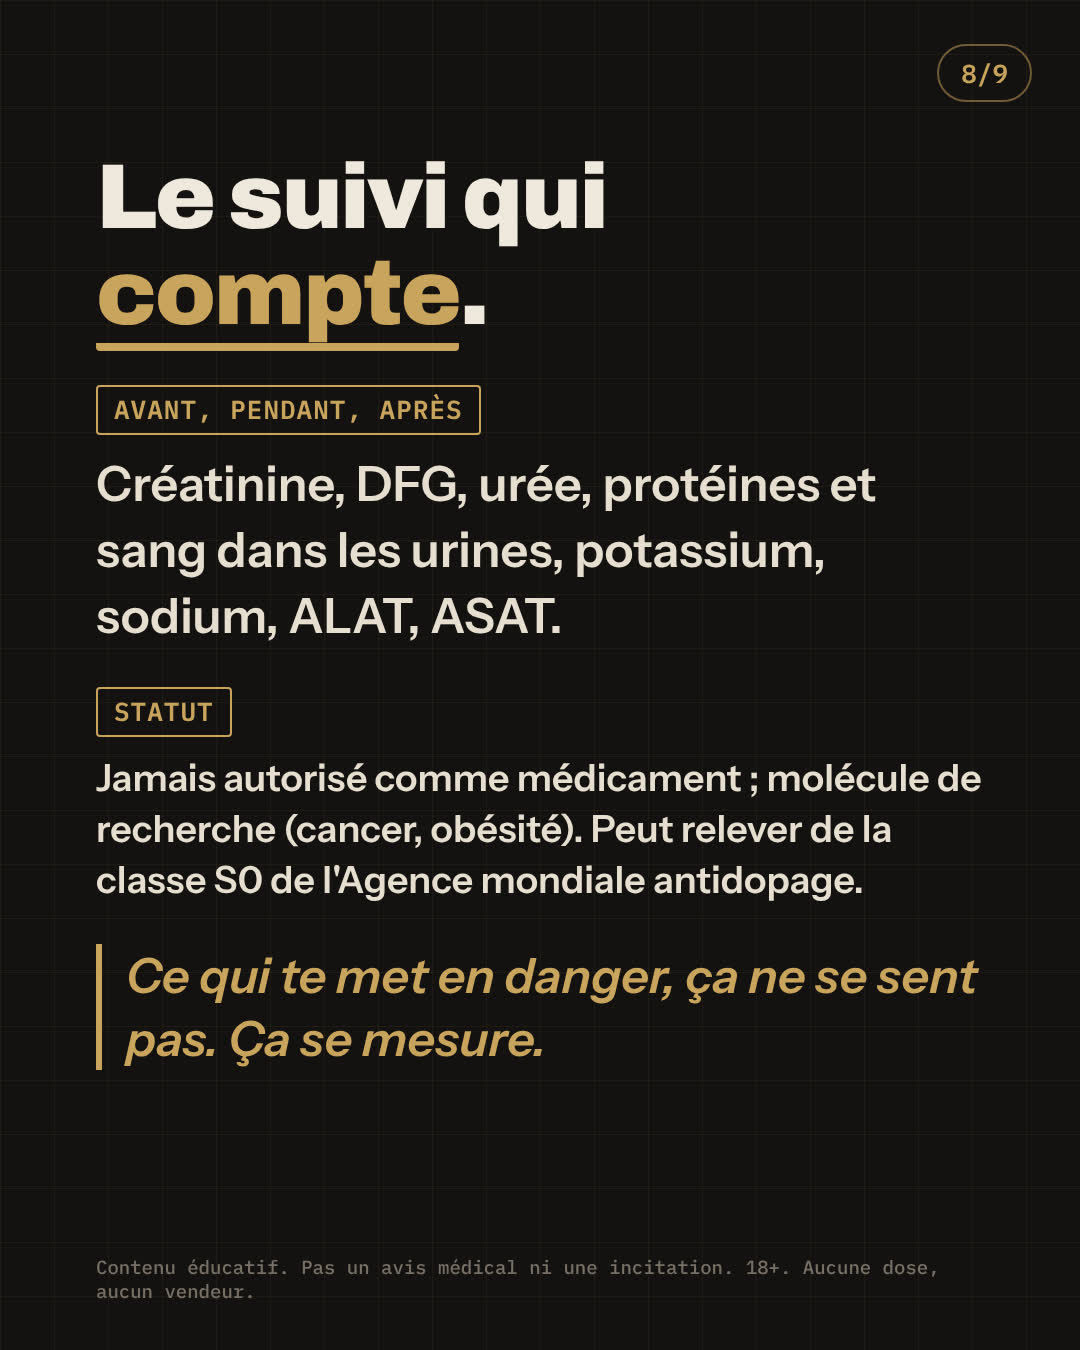 8/9
Le suivi qui
compte.
AVANT, PENDANT, APRÈS
Créatinine, DFG, urée, protéines et
sang dans les urines, potassium,
sodium, ALAT, ASAT.
STATUT
Jamais autorisé comme médicament ; molécule de
recherche (cancer, obésité). Peut relever de la
classe S0 de l'Agence mondiale antidopage.
Ce qui te met en danger, ça ne se sent
pas. Ça se mesure.
Contenu éducatif. Pas un avis médical ni une incitation. 18+. Aucune dose,
aucun vendeur.